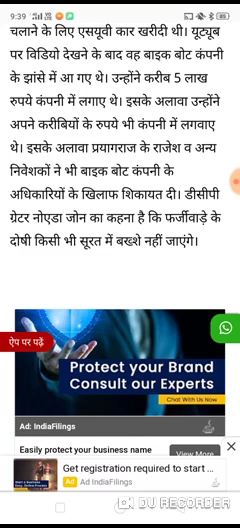 9:39
चलाने के लिए एसयूवी कार खरीदी थी। यूट्यूब
पर विडियो देखने के बाद वह बाइक बोट कंपनी
के झांसे में आ गए थे। उन्होंने करीब 5 लाख
रुपये कंपनी में लगाए थे। इसके अलावा उन्होंने
अपने करीबियों के रुपये भी कंपनी में लगवाए
थे। इसके अलावा प्रयागराज के राजेश व अन्य
निवेशकों ने भी बाइक बोट कंपनी के
अधिकारियों के खिलाफ शिकायत दी। डीसीपी
ग्रेटर नोएडा जोन का कहना है कि फर्जीवाड़े के
दोषी किसी भी सूरत में बख्शे नहीं जाएंगे।
ऐप पर पढ़ें
Protect your Brand
Consult our Experts
Chat With Us Now
Ad: IndiaFilings
Easily protect your business name
View More
Get registration required to start ...
Ad Ad IndiaFilings
DU RECORDER